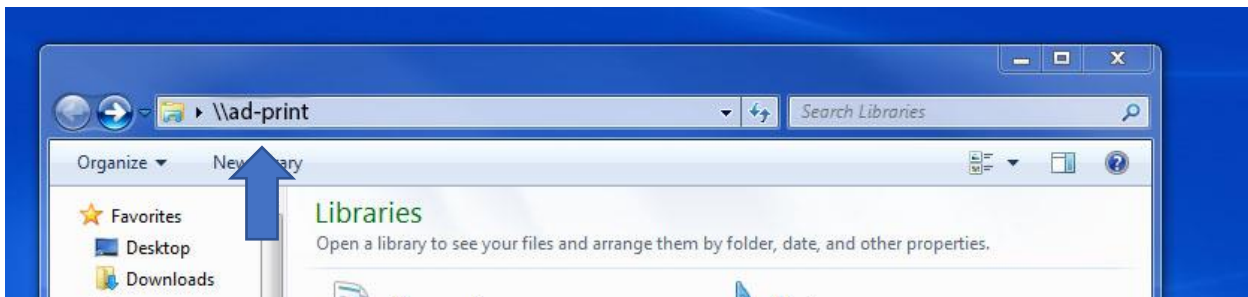 \\ad-print
Search Libraries
Organize
Favorites
Libraries
Desktop
Open a library to see your files and arrange them by folder, date, and other properties.
Downloads